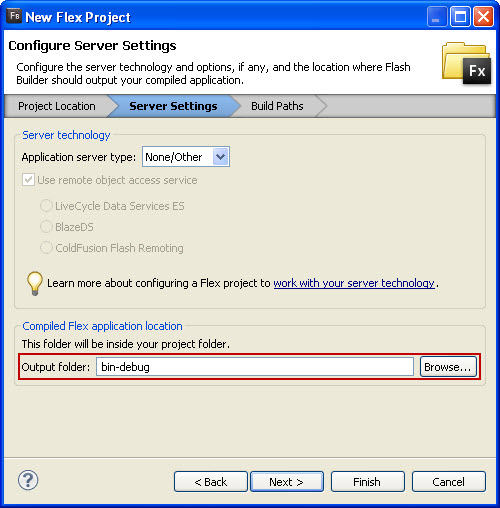 FB New Flex Project
Configure Server Settings
Configure the server technology and options, if any, and the location where Flash
Builder should output your compiled application.
Fx
Project Location Server Settings Build Paths
Server technology
Application server type: None/Other
Use remote object access service
LiveCycle Data Services ES
BlazeDS
ColdFusion Flash Remoting
Learn more about configuring a Flex project to work with your server technology.
Compiled Flex application location
This folder will be inside your project folder.
Output folder: bin-debug Browse...
? < Back Next > Finish Cancel